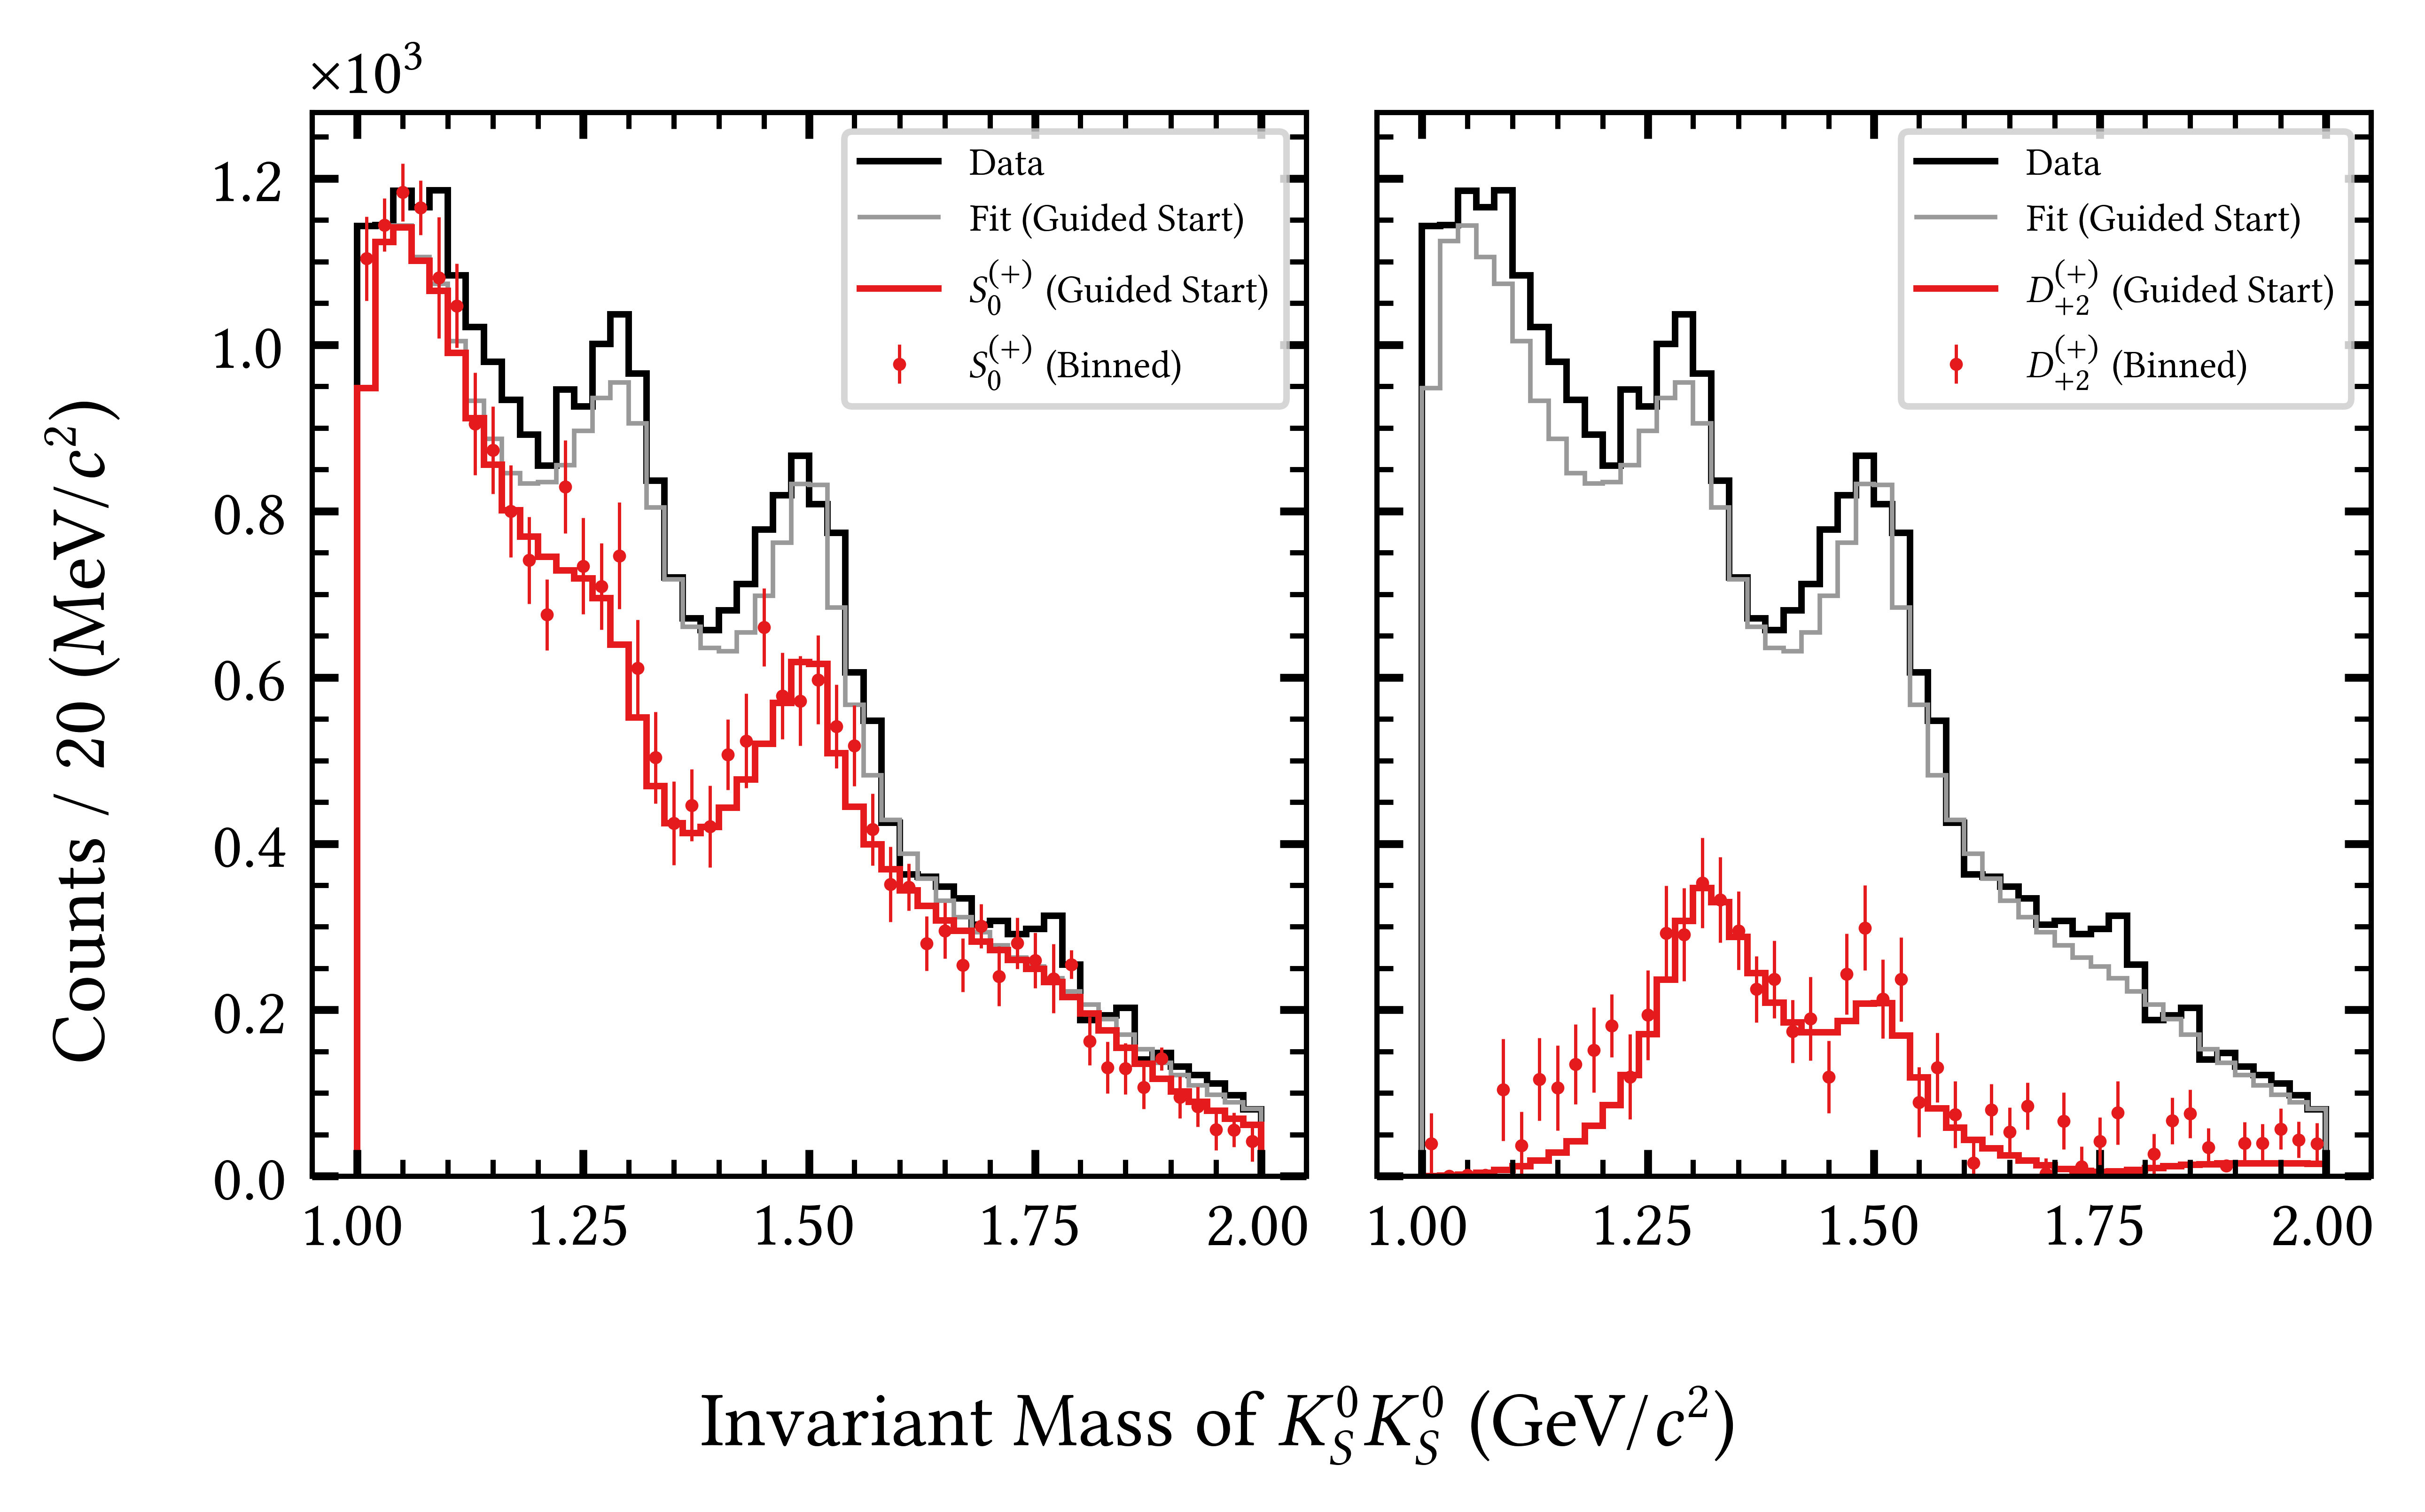 ×10³
Counts / 20 (MeV/c²)
1.2
1.0
0.8
0.6
0.4
0.2
0.0
Data
Fit (Guided Start)
S₀⁽⁺⁾ (Guided Start)
S₀⁽⁺⁾ (Binned)
1.00 1.25 1.50 1.75 2.00
Data
Fit (Guided Start)
D₊₂⁽⁺⁾ (Guided Start)
D₊₂⁽⁺⁾ (Binned)
1.00 1.25 1.50 1.75 2.00
Invariant Mass of K_S⁰K_S⁰ (GeV/c²)